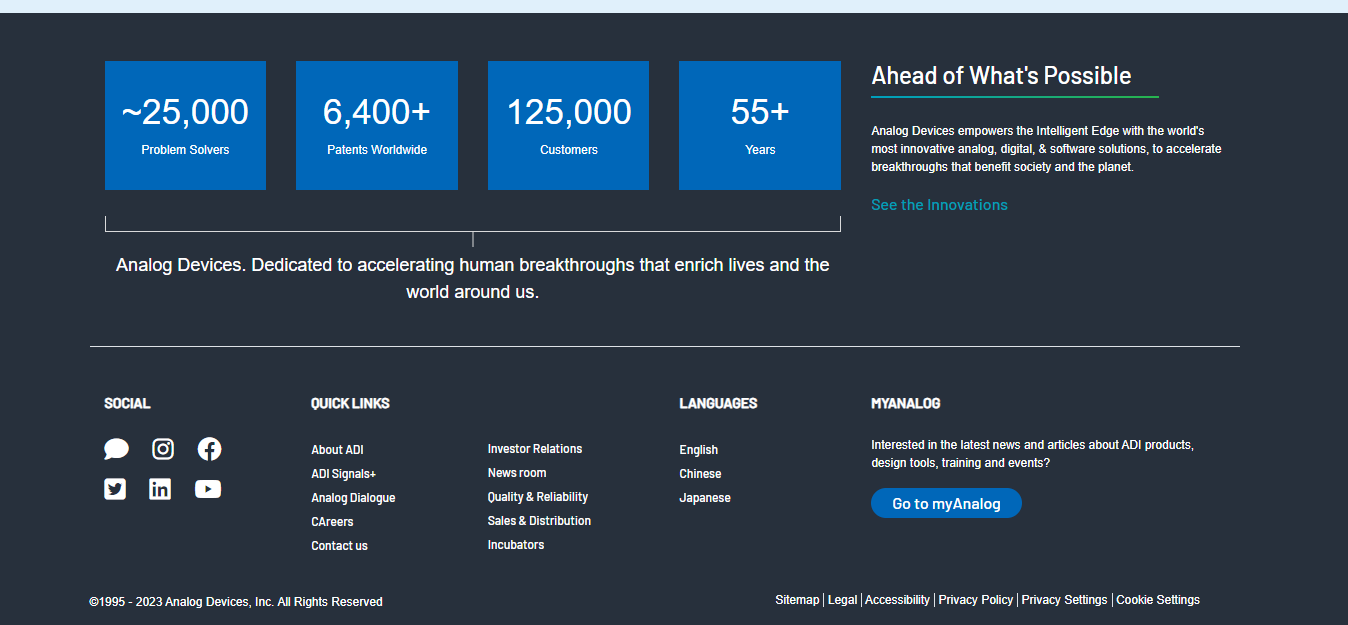 ~25,000
Problem Solvers
6,400+
Patents Worldwide
125,000
Customers
55+
Years
Analog Devices. Dedicated to accelerating human breakthroughs that enrich lives and the
world around us.
Ahead of What's Possible
Analog Devices empowers the Intelligent Edge with the world's
most innovative analog, digital, & software solutions, to accelerate
breakthroughs that benefit society and the planet.
See the Innovations
SOCIAL
in
QUICK LINKS
About ADI
ADI Signals+
Analog Dialogue
CAreers
Contact us
Investor Relations
News room
Quality & Reliability
Sales & Distribution
Incubators
LANGUAGES
English
Chinese
Japanese
MYANALOG
Interested in the latest news and articles about ADI products,
design tools, training and events?
Go to myAnalog
©1995 - 2023 Analog Devices, Inc. All Rights Reserved
Sitemap | Legal | Accessibility | Privacy Policy | Privacy Settings | Cookie Settings